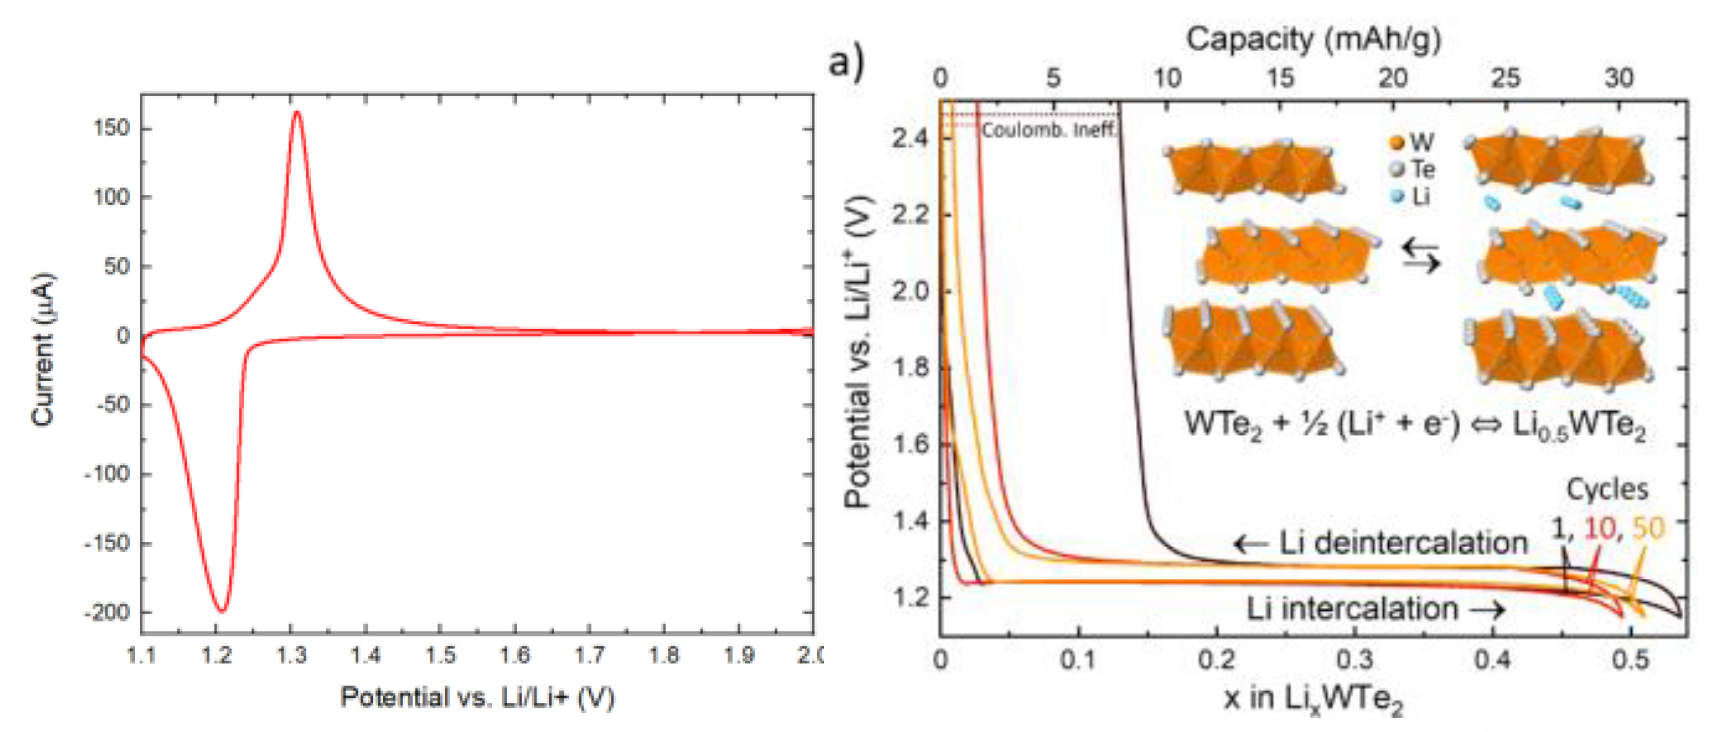 150
100
50
0
-50
-100
-150
-200
Current (μA)
1.1 1.2 1.3 1.4 1.5 1.6 1.7 1.8 1.9 2.0
Potential vs. Li/Li+ (V)
a)
Capacity (mAh/g)
0 5 10 15 20 25 30
2.4
2.2
2.0
1.8
1.6
1.4
1.2
Potential vs. Li/Li⁺ (V)
Coulomb. Ineff.
W
Te
Li
WTe₂ + ½ (Li⁺ + e⁻) ⇔ Li₀.₅WTe₂
Cycles
1, 10, 50
← Li deintercalation
Li intercalation →
0 0.1 0.2 0.3 0.4 0.5
x in LiₓWTe₂